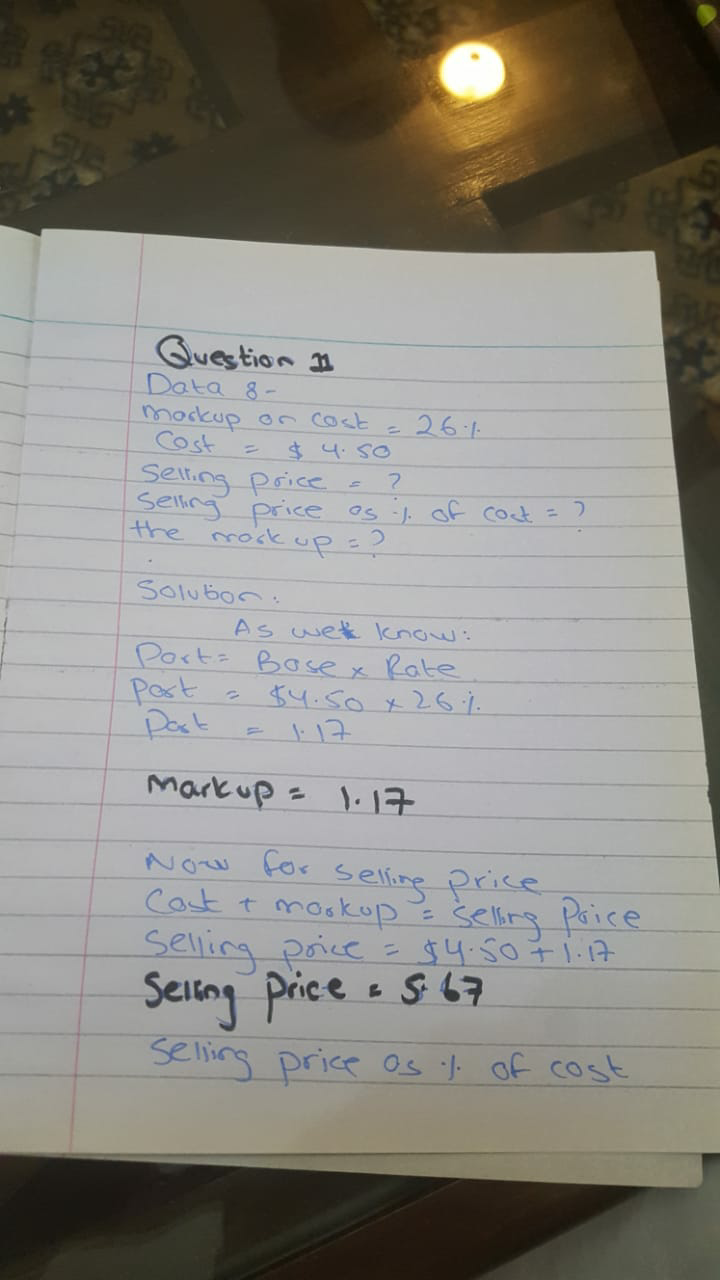 Question 11
Data :-
markup on cost = 26%
Cost = $ 4.50
Selling price = ?
Selling price as % of cost = ?
the mark up = ?
Solution:
As we know:
Part = Base x Rate
Part = $4.50 x 26%
Part = 1.17
Markup = 1.17
Now for selling price
Cost + markup = Selling Price
Selling price = $4.50 + 1.17
Selling Price = 5.67
Selling price as % of cost